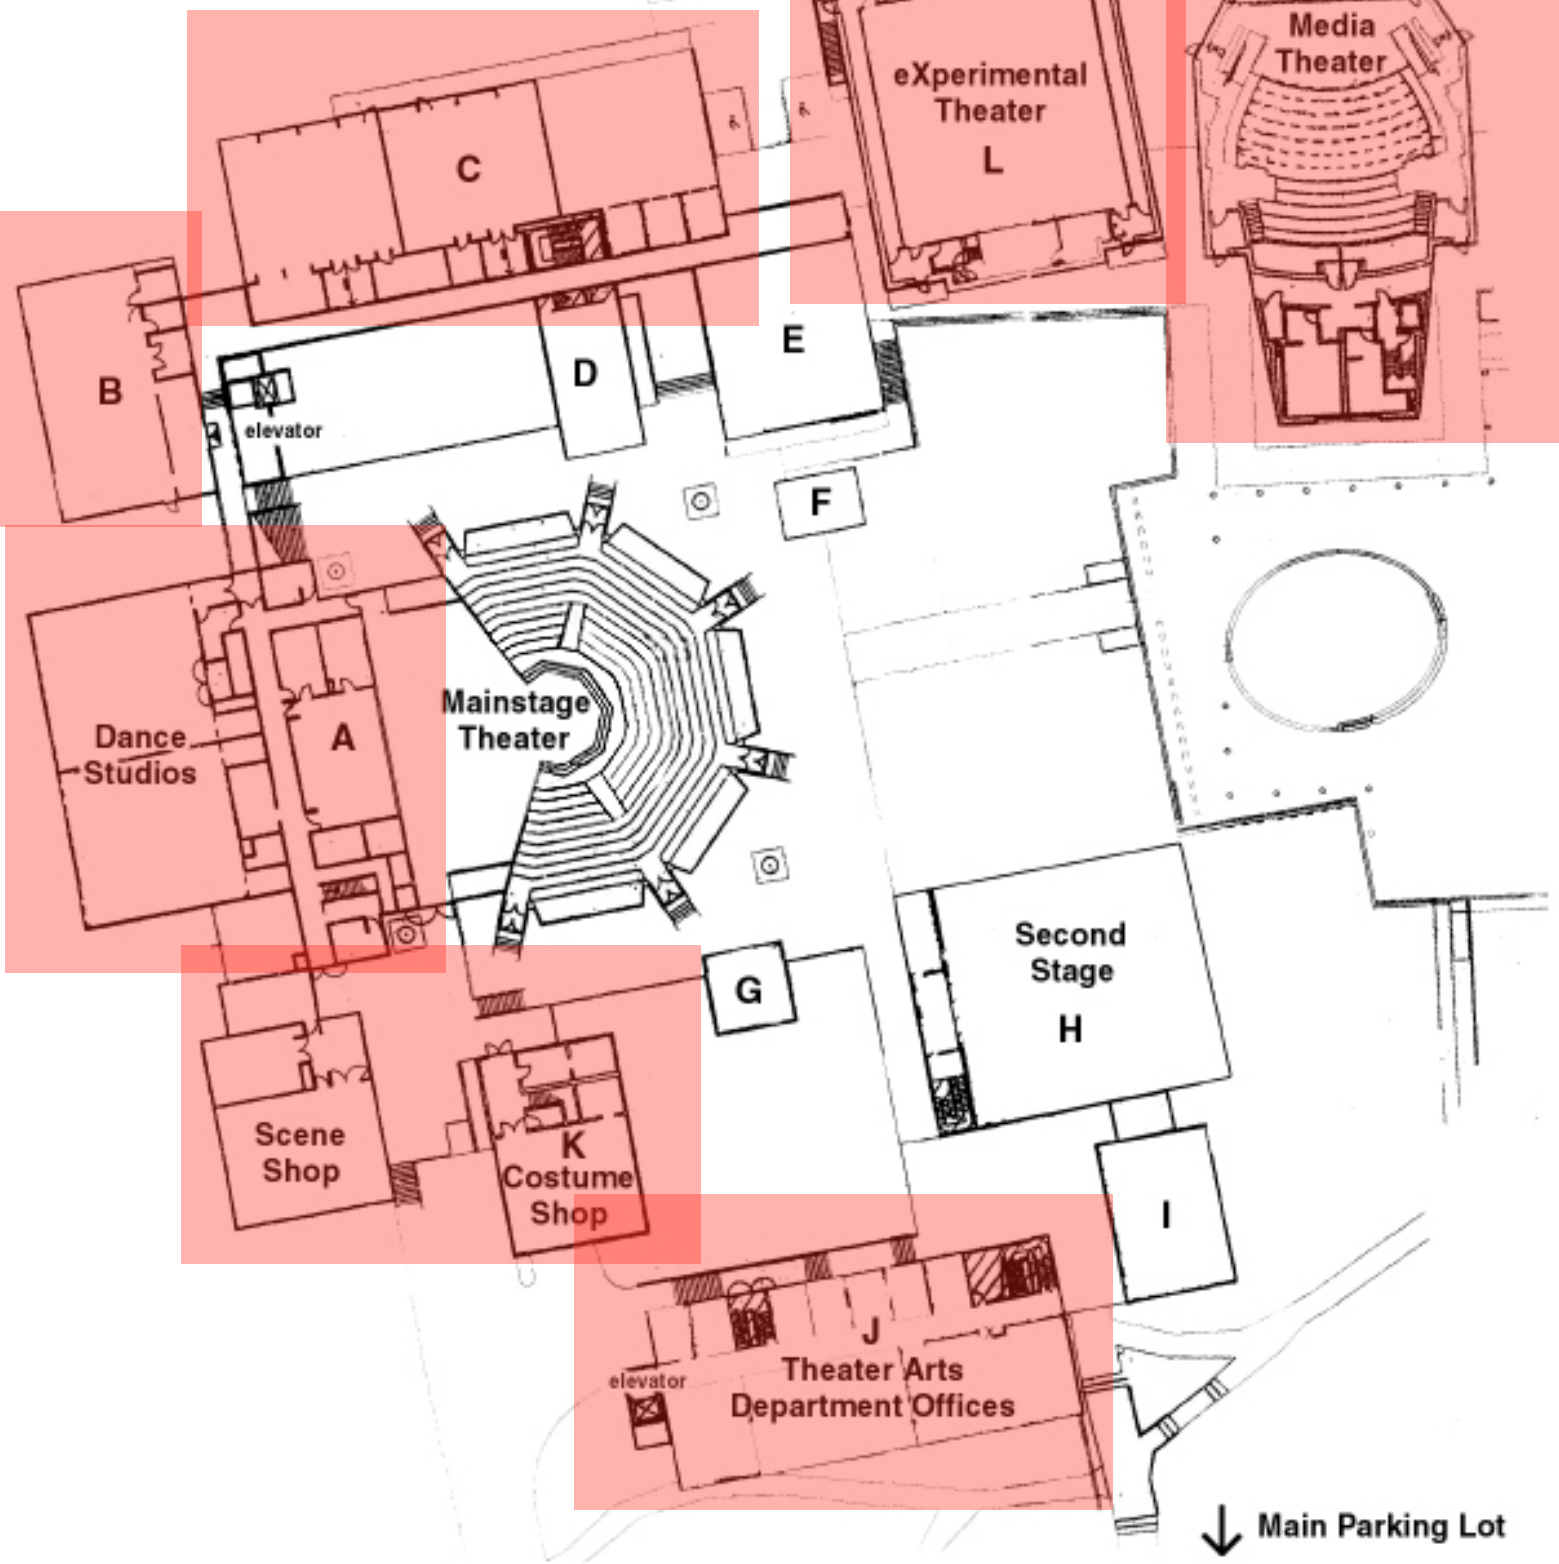 Media
Theater
eXperimental
Theater
L
C
B
D
E
elevator
F
Mainstage
Theater
Dance
Studios
A
Second
Stage
H
G
Scene
Shop
K
Costume
Shop
I
J
Theater Arts
Department Offices
elevator
Main Parking Lot